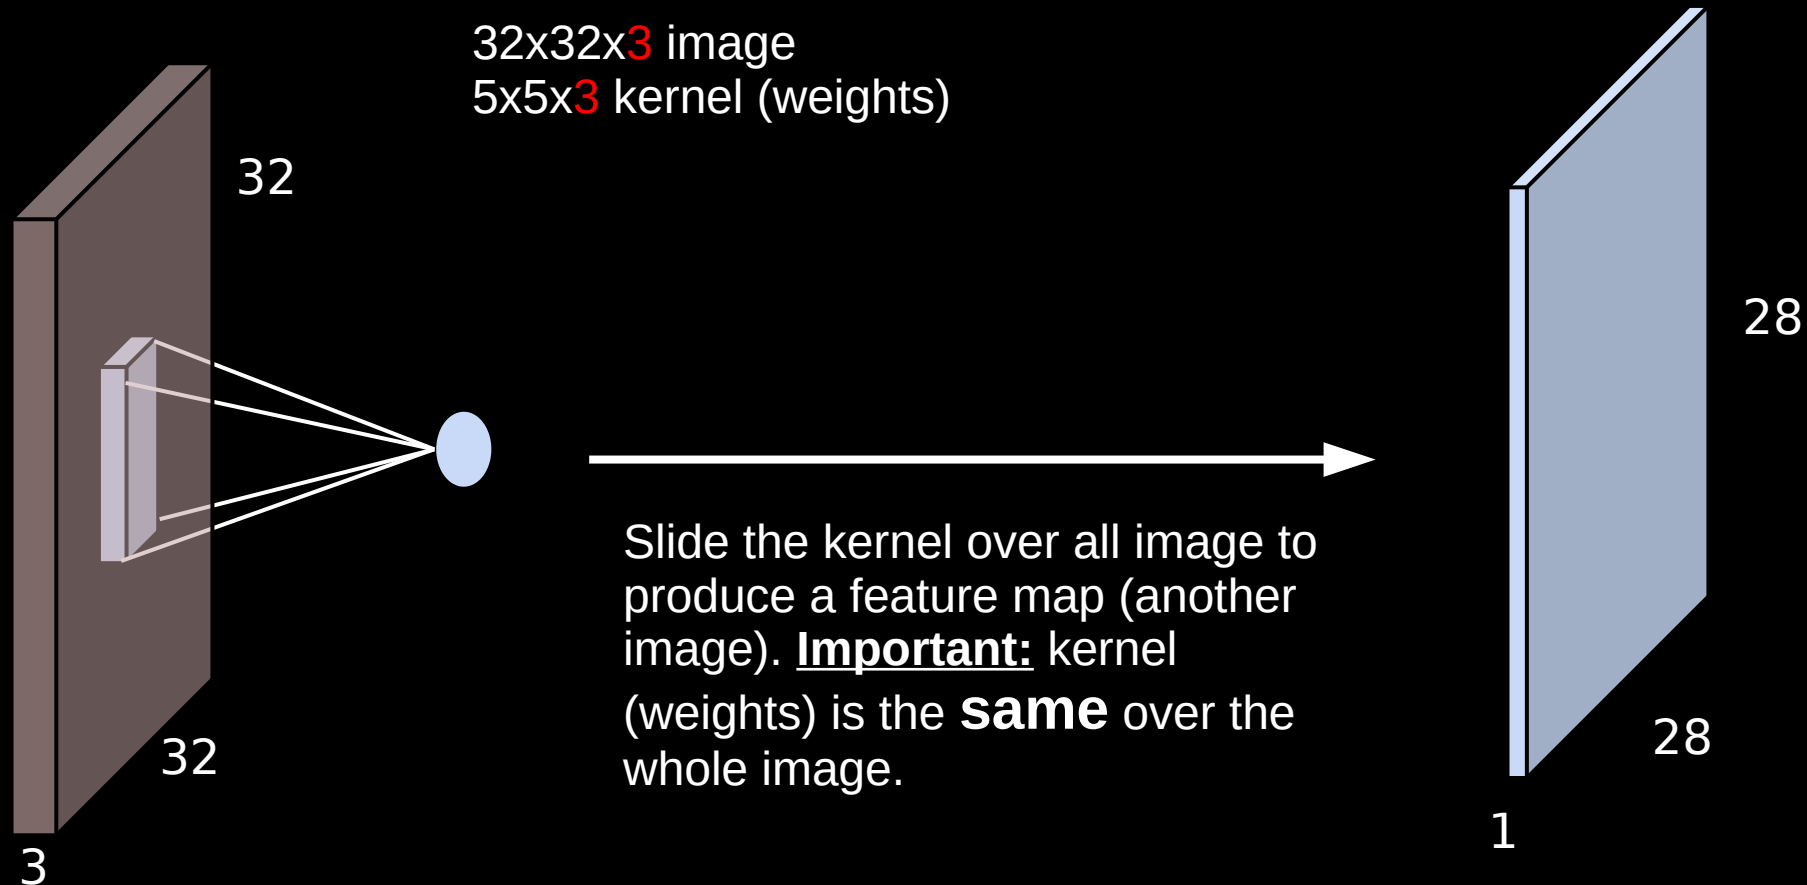 32x32x3 image
5x5x3 kernel (weights)
32
32
3
Slide the kernel over all image to
produce a feature map (another
image). Important: kernel
(weights) is the same over the
whole image.
28
28
1